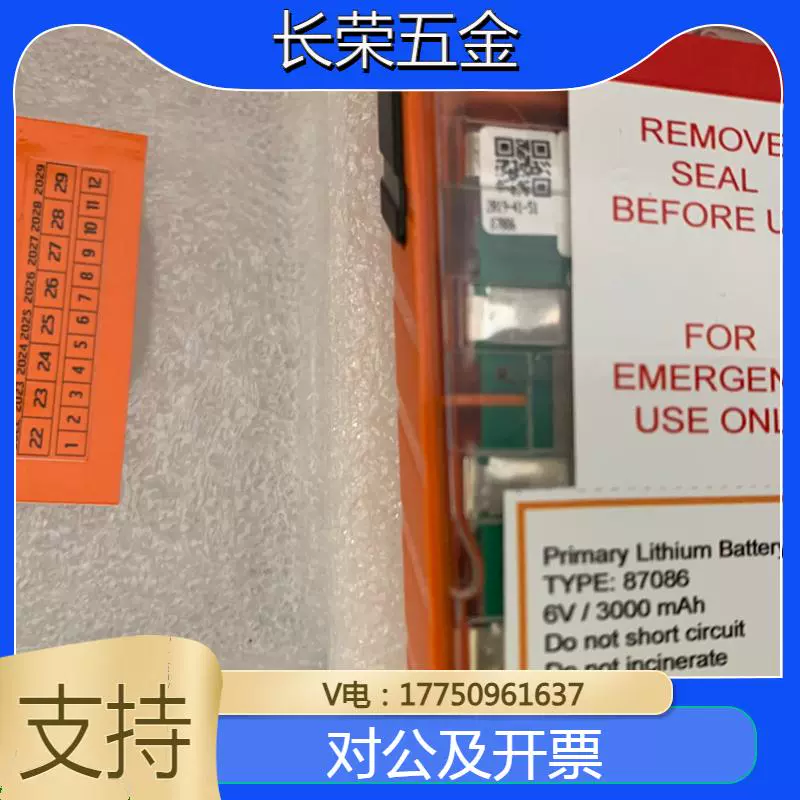 长荣五金
2023 2024 2025 2026 2027 2028 2029
22 23 24 25 26 27 28 29
1 2 3 4 5 6 7 8 9 10 11 12
87086
REMOVE
SEAL
BEFORE U
FOR
EMERGEN
USE ONL
Primary Lithium Battery
TYPE: 87086
6V / 3000 mAh
Do not short circuit
Do not incinerate
支持
V电：17750961637
对公及开票